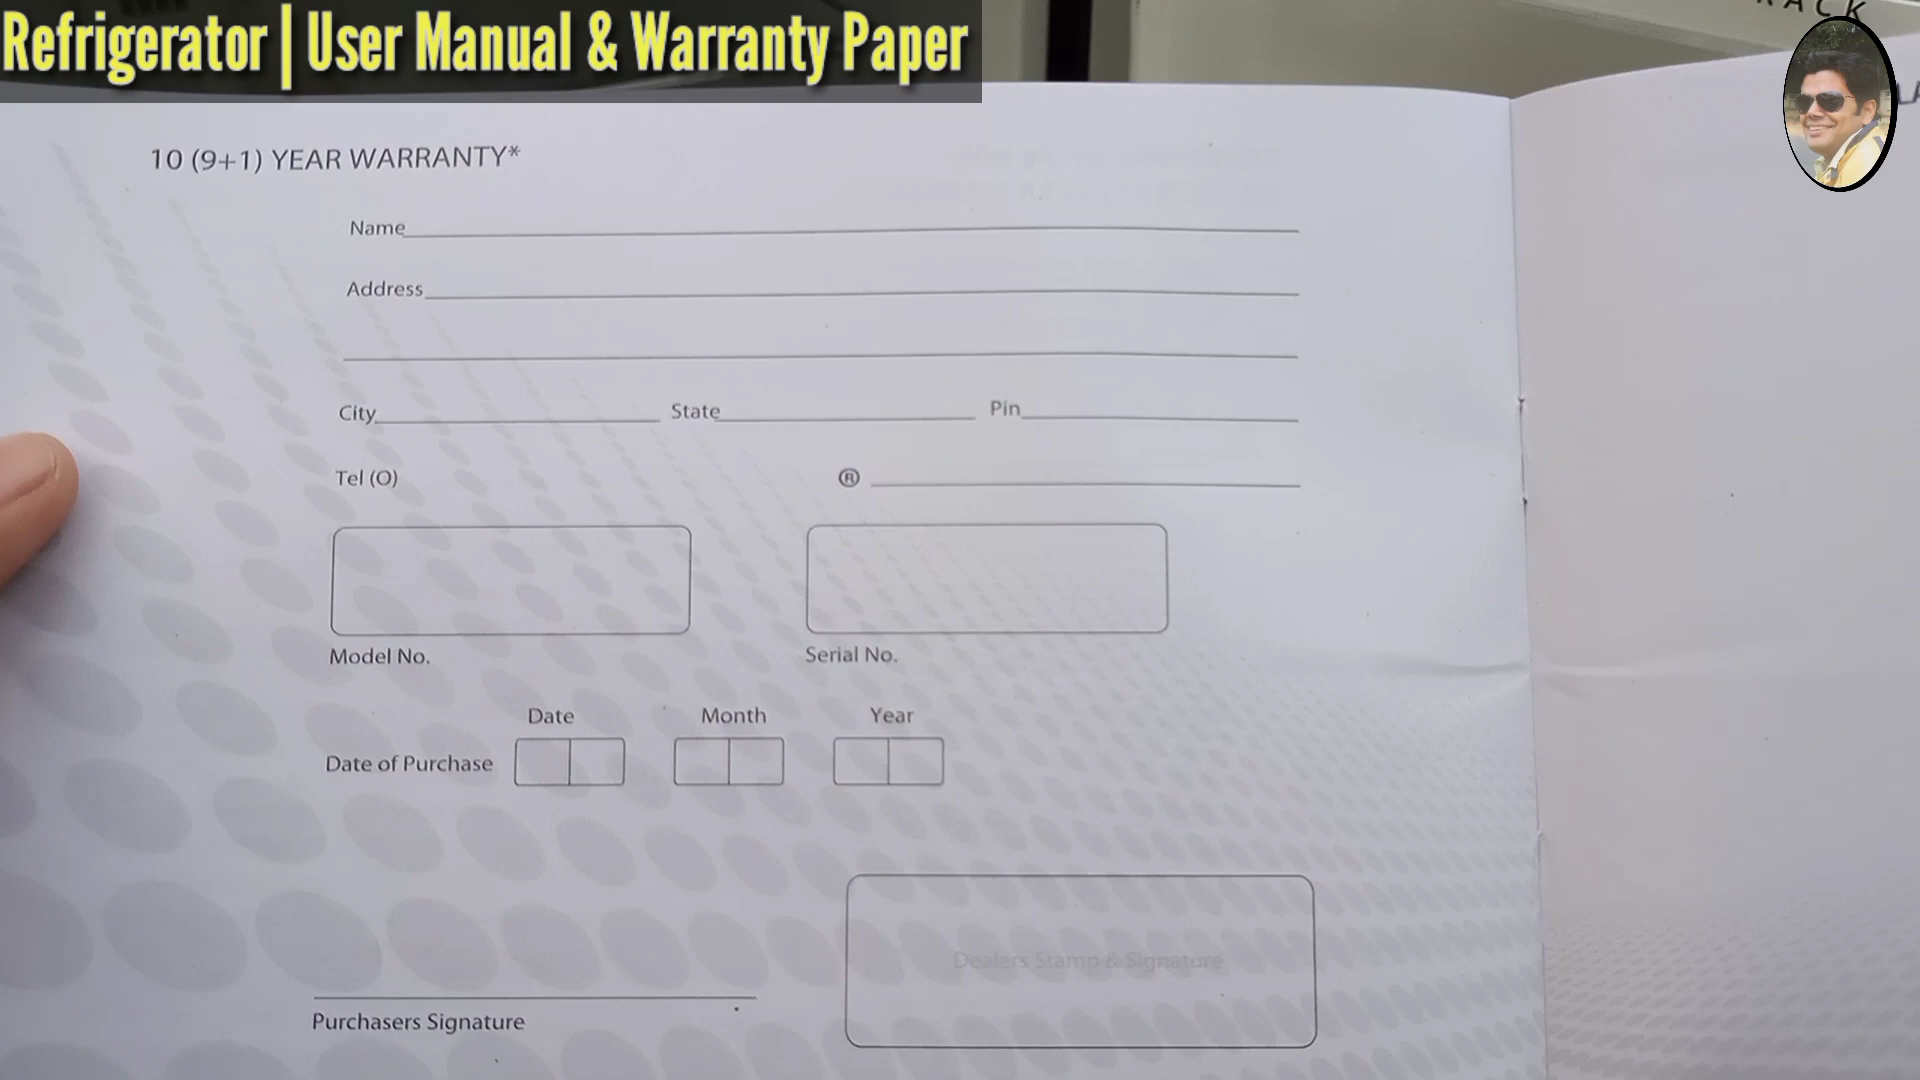 Refrigerator | User Manual & Warranty Paper
RACK
10 (9+1) YEAR WARRANTY*
Name
Address
City State Pin
Tel (O) ®
Model No. Serial No.
Date Month Year
Date of Purchase
Dealers Stamp & Signature
Purchasers Signature